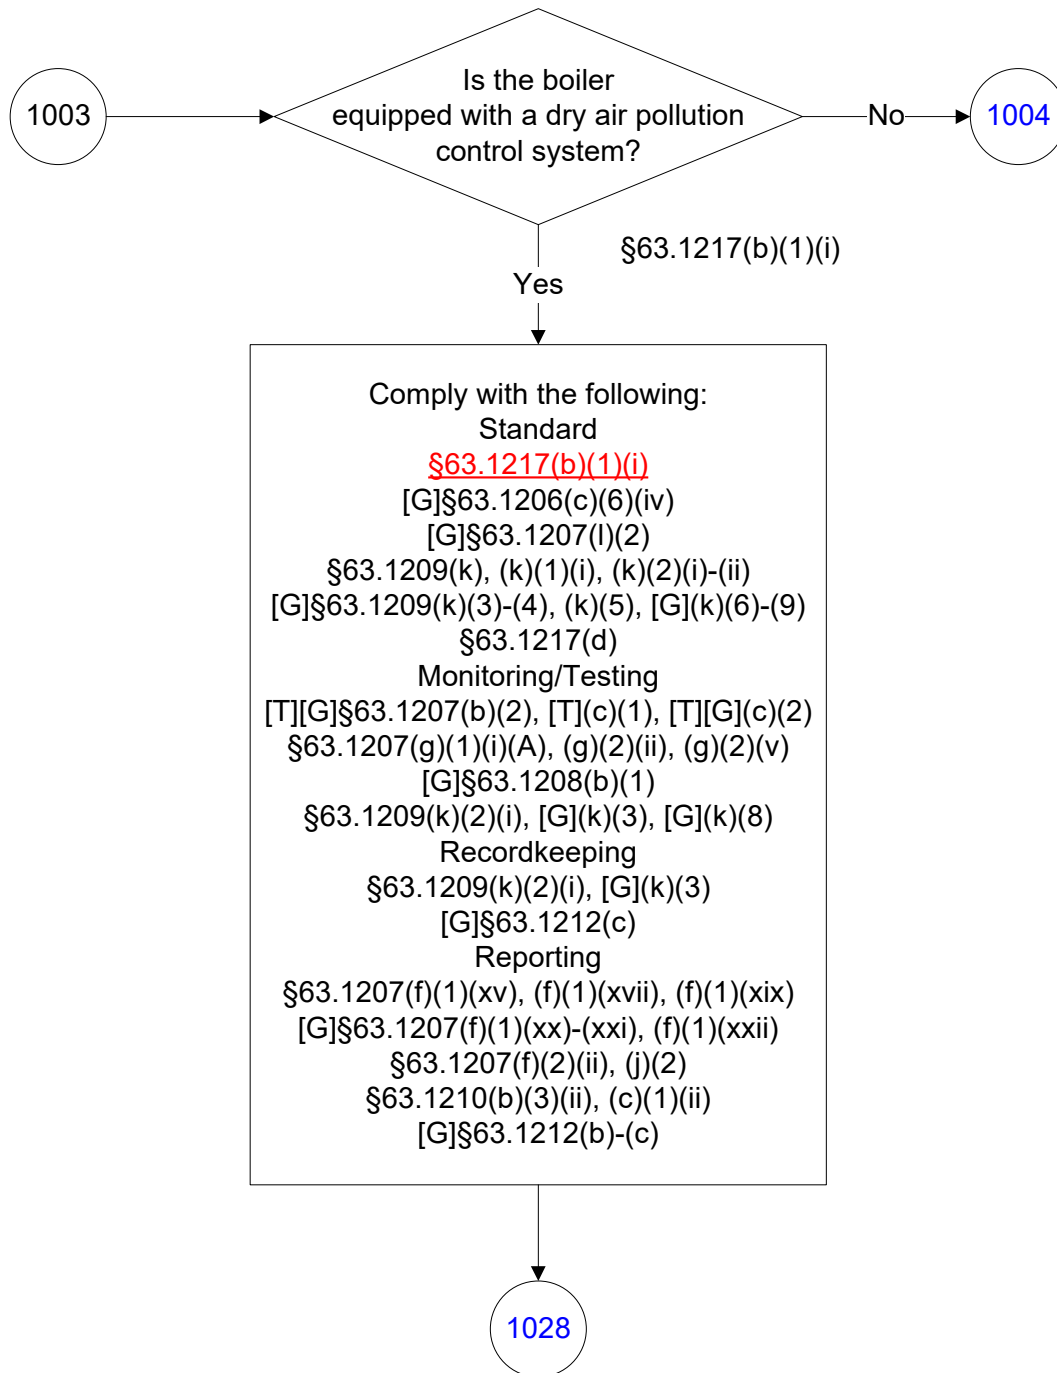 1003
Is the boiler
equipped with a dry air pollution
control system?
No
1004
§63.1217(b)(1)(i)
Yes
Comply with the following:
Standard
§63.1217(b)(1)(i)
[G]§63.1206(c)(6)(iv)
[G]§63.1207(l)(2)
§63.1209(k), (k)(1)(i), (k)(2)(i)-(ii)
[G]§63.1209(k)(3)-(4), (k)(5), [G](k)(6)-(9)
§63.1217(d)
Monitoring/Testing
[T][G]§63.1207(b)(2), [T](c)(1), [T][G](c)(2)
§63.1207(g)(1)(i)(A), (g)(2)(ii), (g)(2)(v)
[G]§63.1208(b)(1)
§63.1209(k)(2)(i), [G](k)(3), [G](k)(8)
Recordkeeping
§63.1209(k)(2)(i), [G](k)(3)
[G]§63.1212(c)
Reporting
§63.1207(f)(1)(xv), (f)(1)(xvii), (f)(1)(xix)
[G]§63.1207(f)(1)(xx)-(xxi), (f)(1)(xxii)
§63.1207(f)(2)(ii), (j)(2)
§63.1210(b)(3)(ii), (c)(1)(ii)
[G]§63.1212(b)-(c)
1028